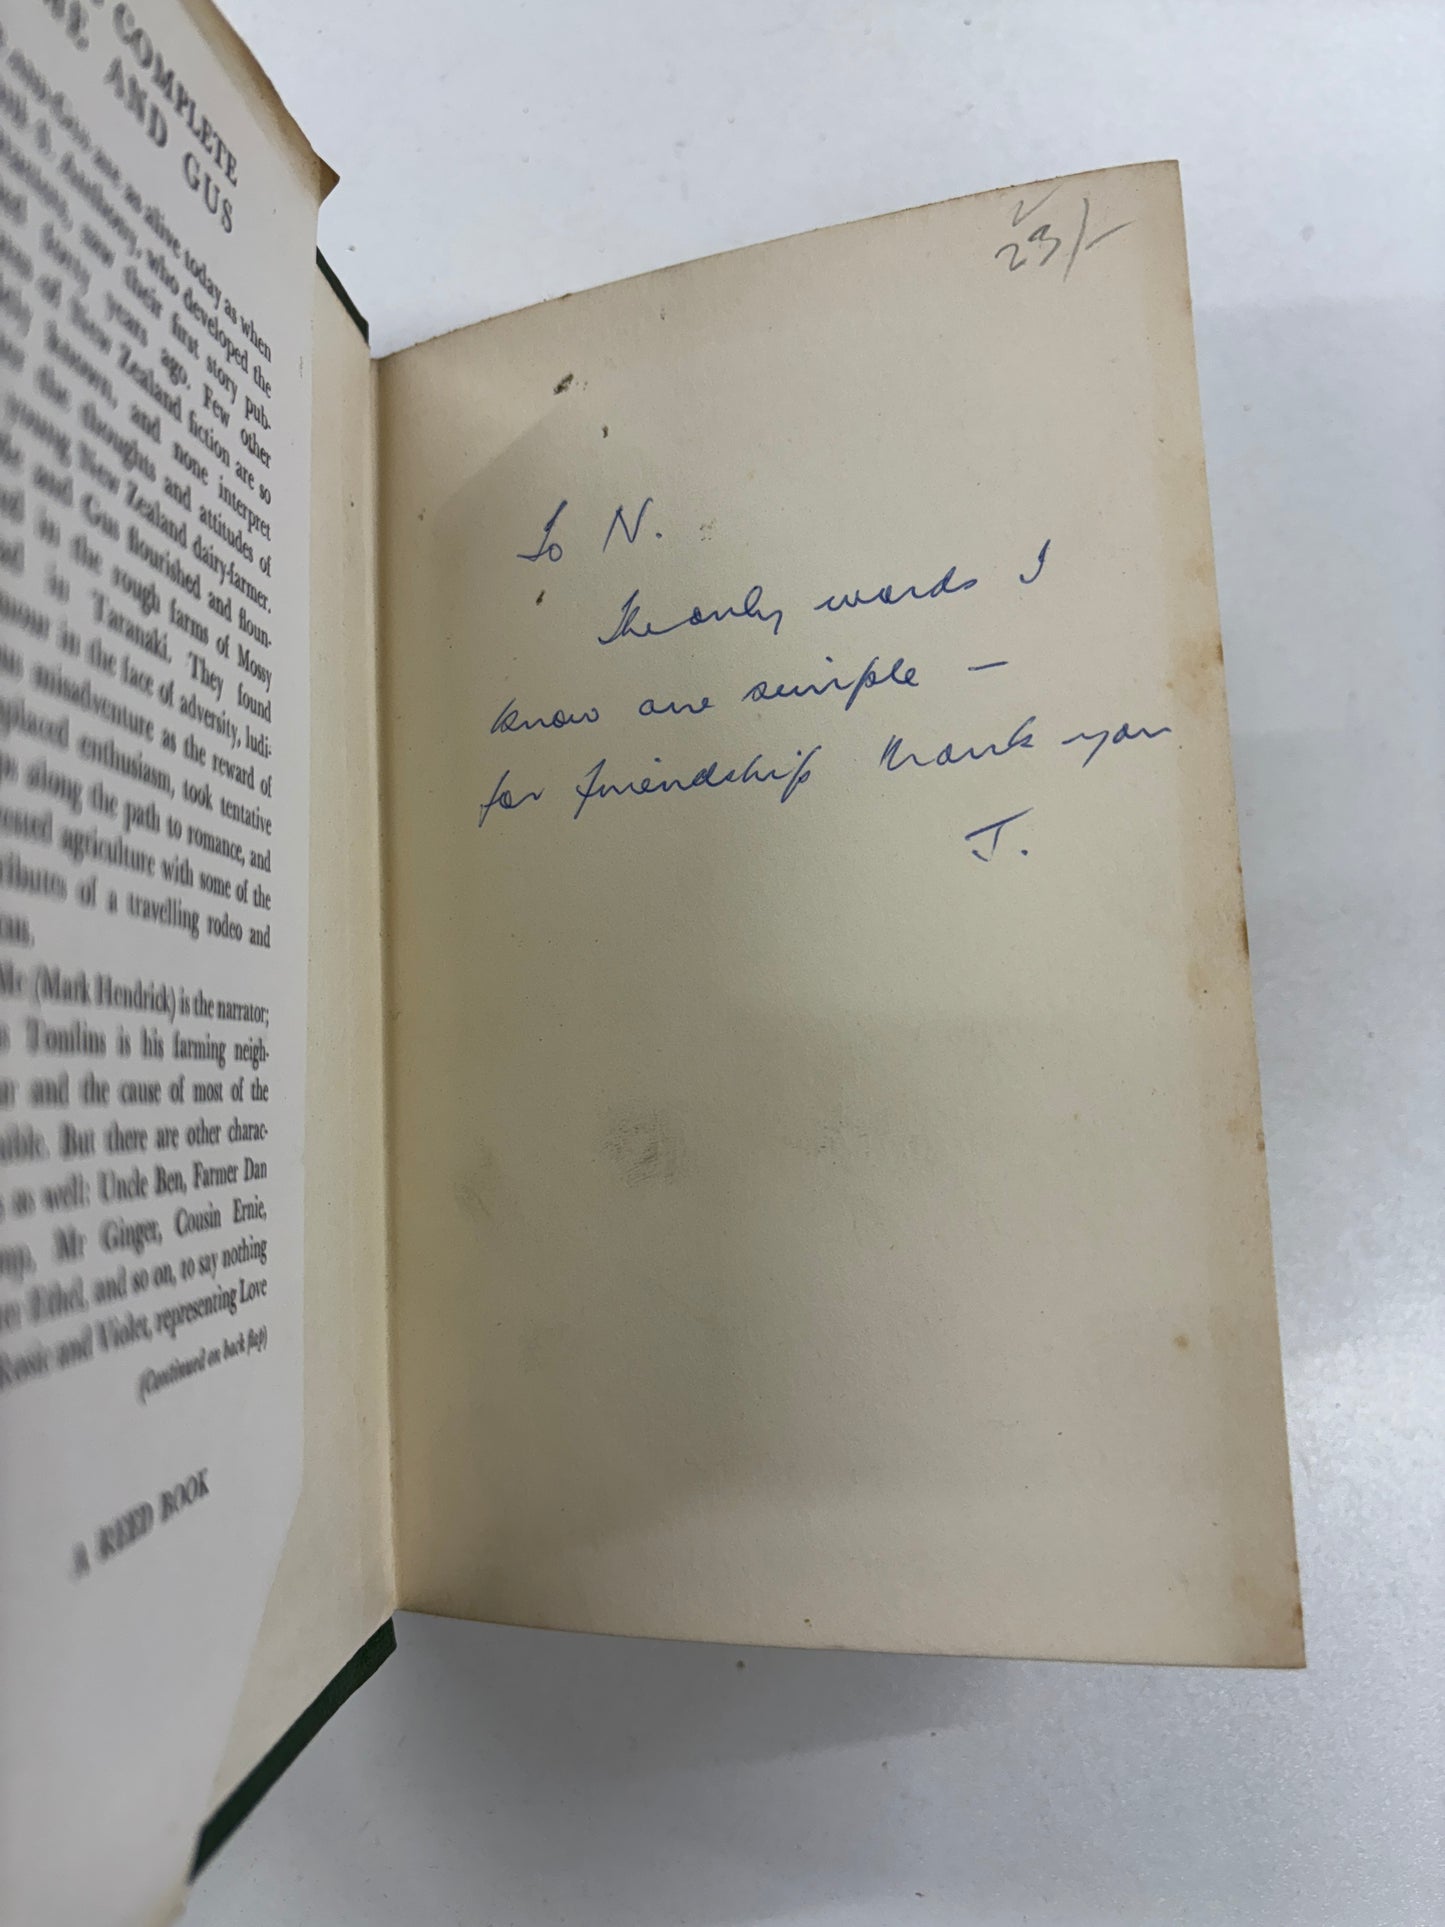 COMPLETE
AND GUS
are as alive today as when
Anthony, who developed the
their first story pub-
forty years ago. Few other
of New Zealand fiction are so
known, and none interpret
the thoughts and attitudes of
young New Zealand dairy-farmer.
and Gus flourished and floun-
in the rough farms of Mossy
in Taranaki. They found
in the face of adversity, ludi-
misadventure as the reward of
enthusiasm, took tentative
along the path to romance, and
agriculture with some of the
of a travelling rodeo and
Me (Mark Hendrick) is the narrator;
Tomlins is his farming neigh-
and the cause of most of the
But there are other charac-
as well: Uncle Ben, Farmer Dan
Mr Ginger, Cousin Ernie,
Ethel, and so on, to say nothing
and Violet, representing Love
(Continued on back flap)
A REED BOOK
23/-
To N.
The only words I
know are simple –
for friendship thank you
J.